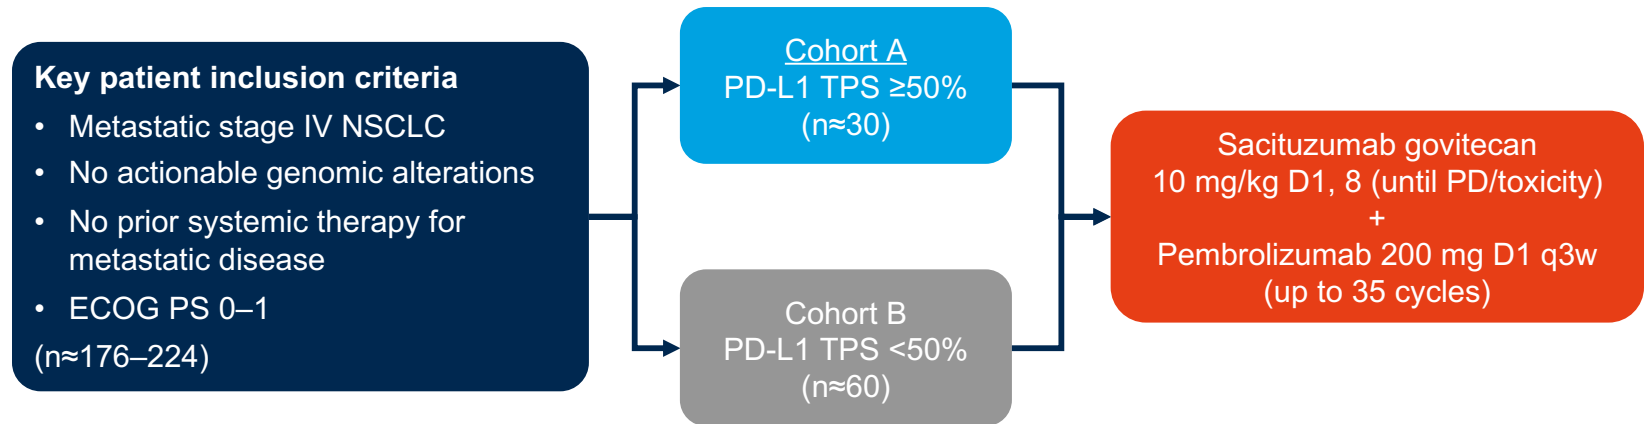 Key patient inclusion criteria
• Metastatic stage IV NSCLC
• No actionable genomic alterations
• No prior systemic therapy for
metastatic disease
• ECOG PS 0–1
(n≈176–224)
Cohort A
PD-L1 TPS ≥50%
(n≈30)
Cohort B
PD-L1 TPS <50%
(n≈60)
Sacituzumab govitecan
10 mg/kg D1, 8 (until PD/toxicity)
+
Pembrolizumab 200 mg D1 q3w
(up to 35 cycles)